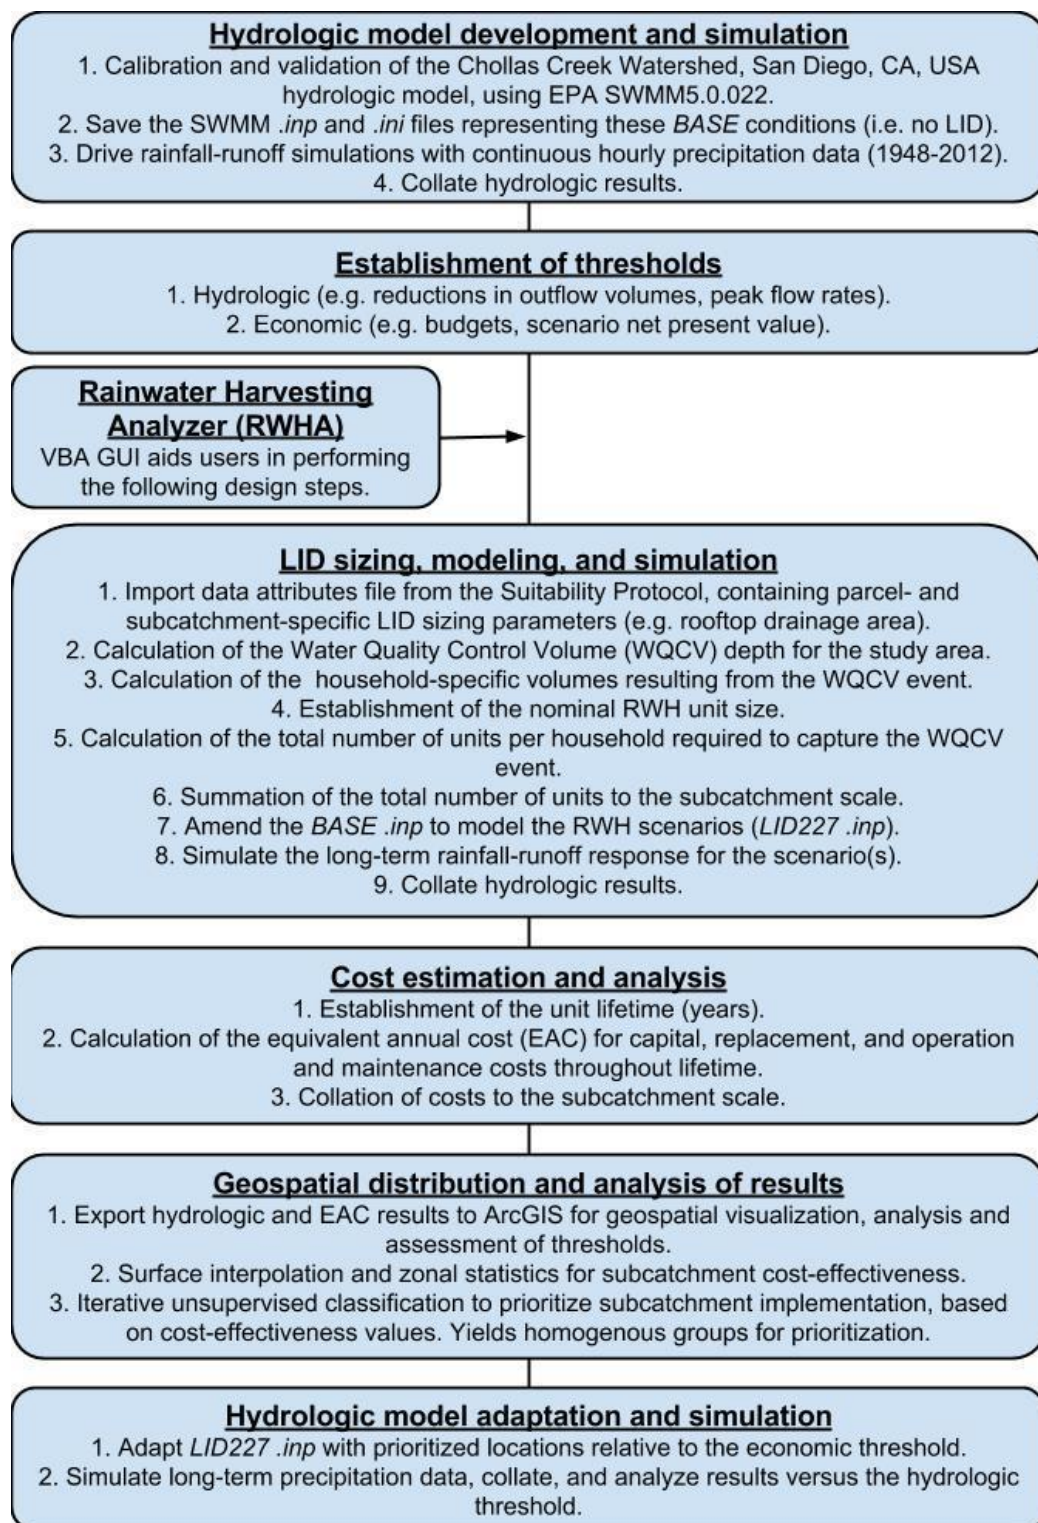 Hydrologic model development and simulation
1. Calibration and validation of the Chollas Creek Watershed, San Diego, CA, USA
hydrologic model, using EPA SWMM5.0.022.
2. Save the SWMM .inp and .ini files representing these BASE conditions (i.e. no LID).
3. Drive rainfall-runoff simulations with continuous hourly precipitation data (1948-2012).
4. Collate hydrologic results.
Establishment of thresholds
1. Hydrologic (e.g. reductions in outflow volumes, peak flow rates).
2. Economic (e.g. budgets, scenario net present value).
Rainwater Harvesting
Analyzer (RWHA)
VBA GUI aids users in performing
the following design steps.
LID sizing, modeling, and simulation
1. Import data attributes file from the Suitability Protocol, containing parcel- and
subcatchment-specific LID sizing parameters (e.g. rooftop drainage area).
2. Calculation of the Water Quality Control Volume (WQCV) depth for the study area.
3. Calculation of the household-specific volumes resulting from the WQCV event.
4. Establishment of the nominal RWH unit size.
5. Calculation of the total number of units per household required to capture the WQCV
event.
6. Summation of the total number of units to the subcatchment scale.
7. Amend the BASE .inp to model the RWH scenarios (LID227 .inp).
8. Simulate the long-term rainfall-runoff response for the scenario(s).
9. Collate hydrologic results.
Cost estimation and analysis
1. Establishment of the unit lifetime (years).
2. Calculation of the equivalent annual cost (EAC) for capital, replacement, and operation
and maintenance costs throughout lifetime.
3. Collation of costs to the subcatchment scale.
Geospatial distribution and analysis of results
1. Export hydrologic and EAC results to ArcGIS for geospatial visualization, analysis and
assessment of thresholds.
2. Surface interpolation and zonal statistics for subcatchment cost-effectiveness.
3. Iterative unsupervised classification to prioritize subcatchment implementation, based
on cost-effectiveness values. Yields homogenous groups for prioritization.
Hydrologic model adaptation and simulation
1. Adapt LID227 .inp with prioritized locations relative to the economic threshold.
2. Simulate long-term precipitation data, collate, and analyze results versus the hydrologic
threshold.